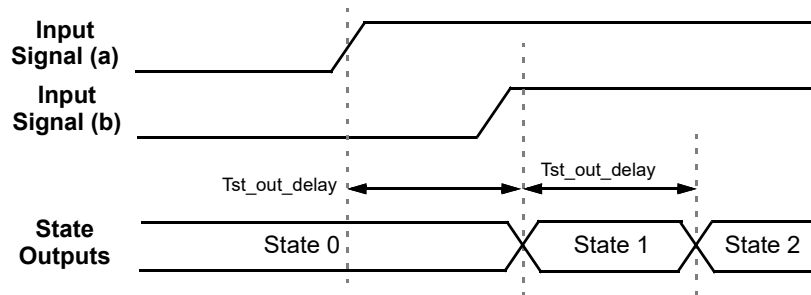 Input
Signal (a)
Input
Signal (b)
Tst_out_delay
Tst_out_delay
State
Outputs
State 0
State 1
State 2